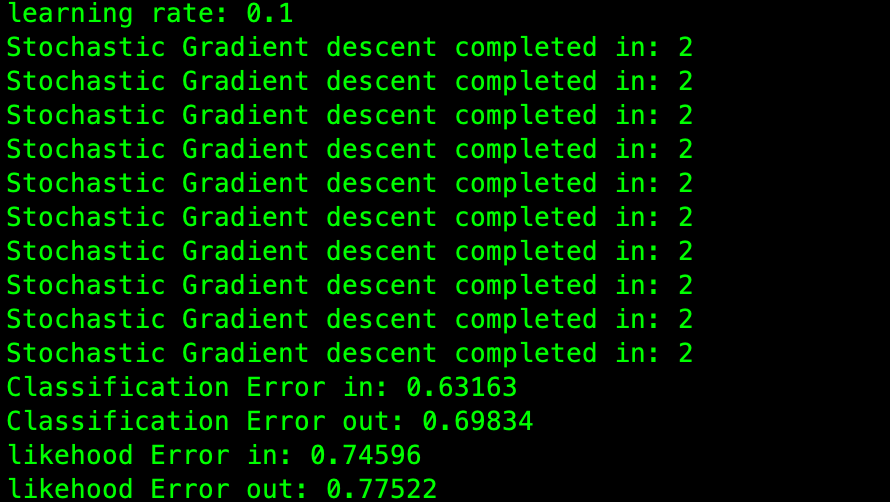 learning rate: 0.1
Stochastic Gradient descent completed in: 2
Stochastic Gradient descent completed in: 2
Stochastic Gradient descent completed in: 2
Stochastic Gradient descent completed in: 2
Stochastic Gradient descent completed in: 2
Stochastic Gradient descent completed in: 2
Stochastic Gradient descent completed in: 2
Stochastic Gradient descent completed in: 2
Stochastic Gradient descent completed in: 2
Stochastic Gradient descent completed in: 2
Classification Error in: 0.63163
Classification Error out: 0.69834
likehood Error in: 0.74596
likehood Error out: 0.77522